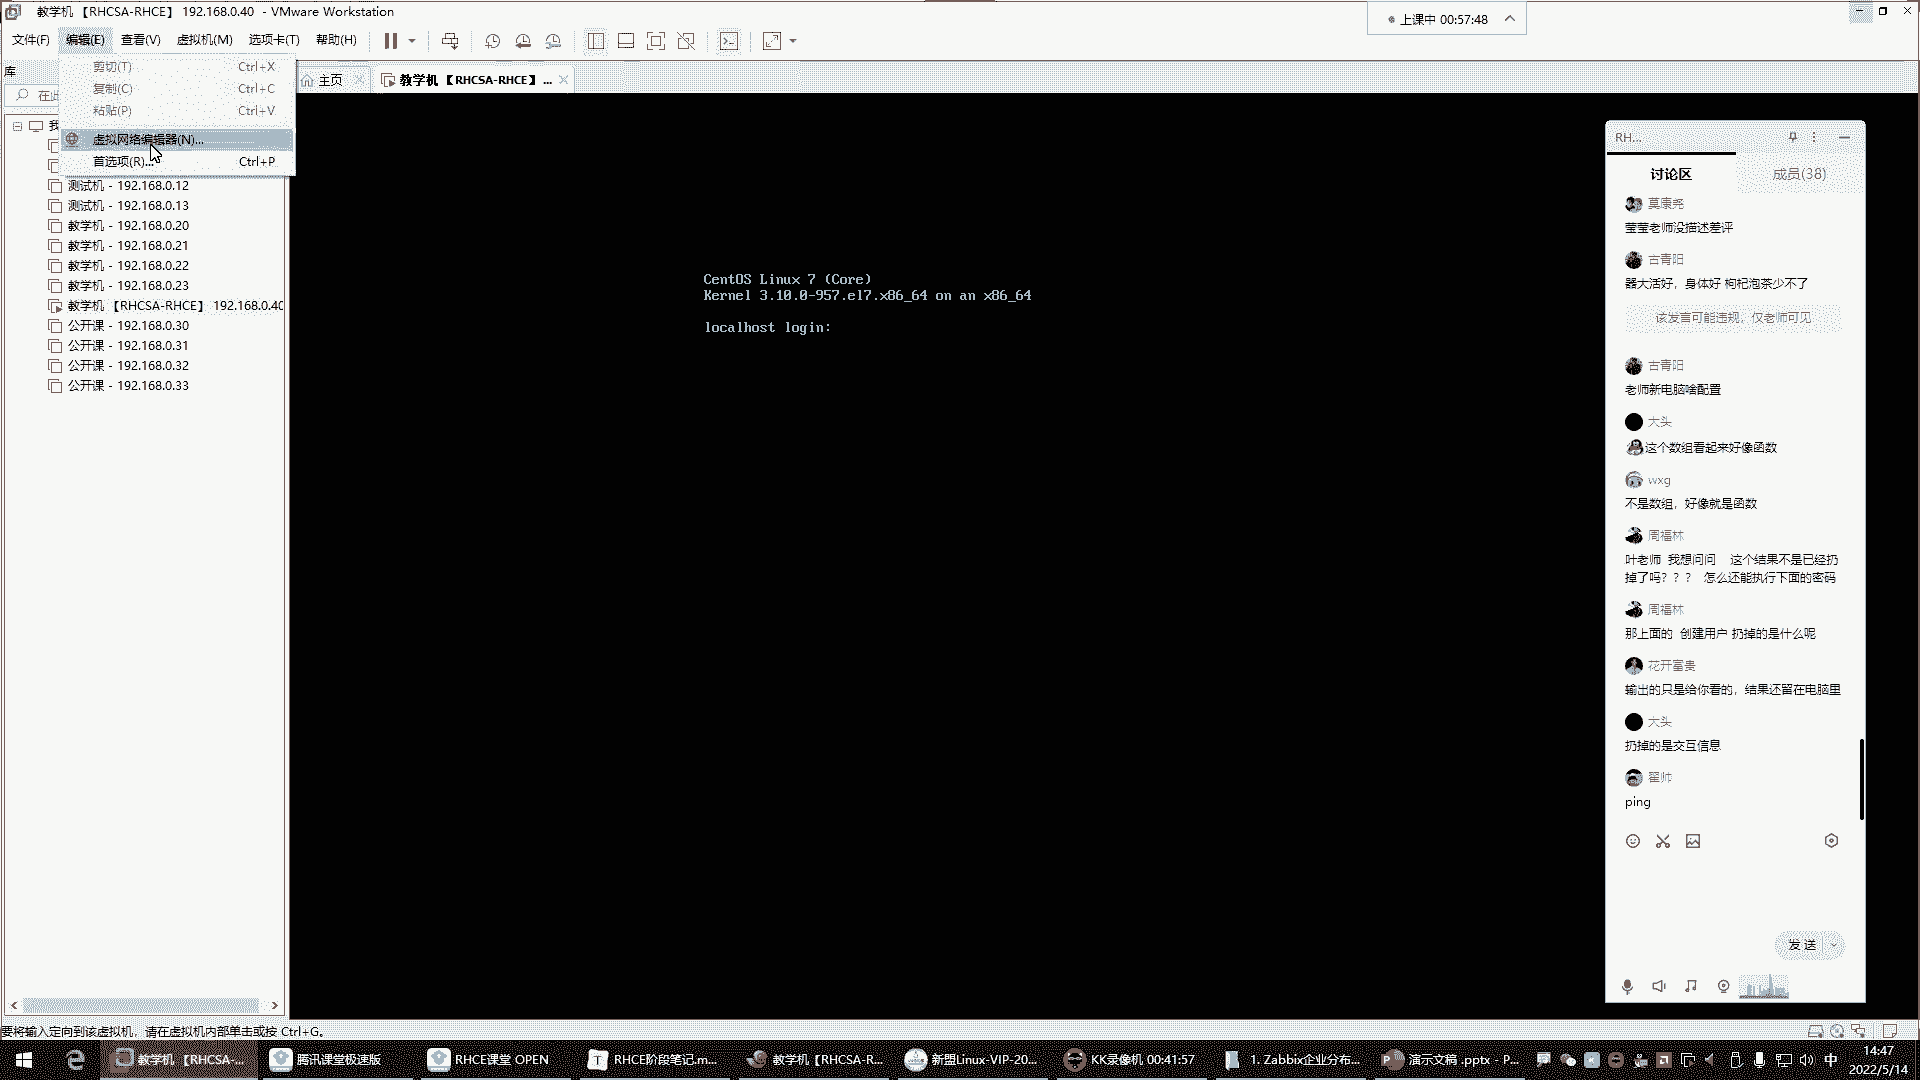 教学机 【RHCSA-RHCE】 192.168.0.40 - VMware Workstation
上课中 00:57:48
文件(F) 编辑(E) 查看(V) 虚拟机(M) 选项卡(T) 帮助(H)
剪切(T) Ctrl+X
复制(C) Ctrl+C
粘贴(P) Ctrl+V
虚拟网络编辑器(N)...
首选项(R)... Ctrl+P
库
在此
主页
教学机 【RHCSA-RHCE】 ...
我
测试机 - 192.168.0.12
测试机 - 192.168.0.13
教学机 - 192.168.0.20
教学机 - 192.168.0.21
教学机 - 192.168.0.22
教学机 - 192.168.0.23
教学机 【RHCSA-RHCE】 192.168.0.40
公开课 - 192.168.0.30
公开课 - 192.168.0.31
公开课 - 192.168.0.32
公开课 - 192.168.0.33
CentOS Linux 7 (Core)
Kernel 3.10.0-957.el7.x86_64 on an x86_64
localhost login:
RH...
讨论区 成员(38)
莫康尧
莹莹老师没描述差评
古青阳
器大活好，身体好 枸杞泡茶少不了
该发言可能违规，仅老师可见
古青阳
老师新电脑啥配置
大头
这个数组看起来好像函数
wxg
不是数组，好像就是函数
周福林
叶老师 我想问问 这个结果不是已经扔
掉了吗？？？ 怎么还能执行下面的密码
周福林
那上面的 创建用户 扔掉的是什么呢
花开富贵
输出的只是给你看的，结果还留在电脑里
大头
扔掉的是交互信息
翟帅
ping
发送
要将输入定向到该虚拟机，请在虚拟机内部单击或按 Ctrl+G。
教学机 【RHCSA-...
腾讯课堂极速版
RHCE课堂 OPEN
RHCE阶段笔记.m...
教学机【RHCSA-R...
新盟Linux-VIP-20...
KK录像机 00:41:57
1. Zabbix企业分布...
演示文稿 .pptx - P...
中
14:47
2022/5/14